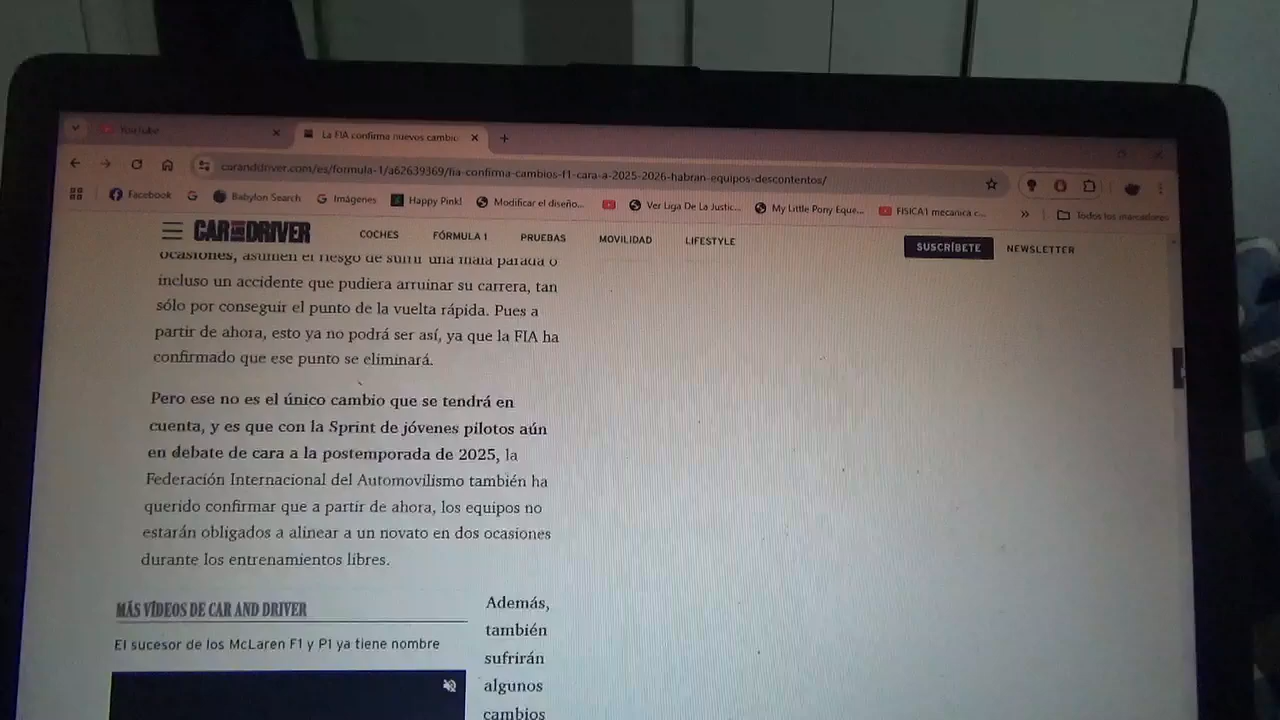 YouTube
La FIA confirma nuevos cambio
caranddriver.com/es/formula-1/a62639369/fia-confirma-cambios-f1-cara-a-2025-2026-habran-equipos-descontentos/
Facebook
G
Babylon Search
G Imágenes
Happy Pink!
Modificar el diseño...
Ver Liga De La Justic...
My Little Pony Eque...
FISICA1 mecanica c...
»
Todos los marcadores
CAR AND DRIVER
COCHES
FÓRMULA 1
PRUEBAS
MOVILIDAD
LIFESTYLE
SUSCRÍBETE
NEWSLETTER
ocasiones, asumen el riesgo de sufrir una mala parada o
incluso un accidente que pudiera arruinar su carrera, tan
sólo por conseguir el punto de la vuelta rápida. Pues a
partir de ahora, esto ya no podrá ser así, ya que la FIA ha
confirmado que ese punto se eliminará.
Pero ese no es el único cambio que se tendrá en
cuenta, y es que con la Sprint de jóvenes pilotos aún
en debate de cara a la postemporada de 2025, la
Federación Internacional del Automovilismo también ha
querido confirmar que a partir de ahora, los equipos no
estarán obligados a alinear a un novato en dos ocasiones
durante los entrenamientos libres.
MÁS VÍDEOS DE CAR AND DRIVER
El sucesor de los McLaren F1 y P1 ya tiene nombre
Además,
también
sufrirán
algunos
cambios